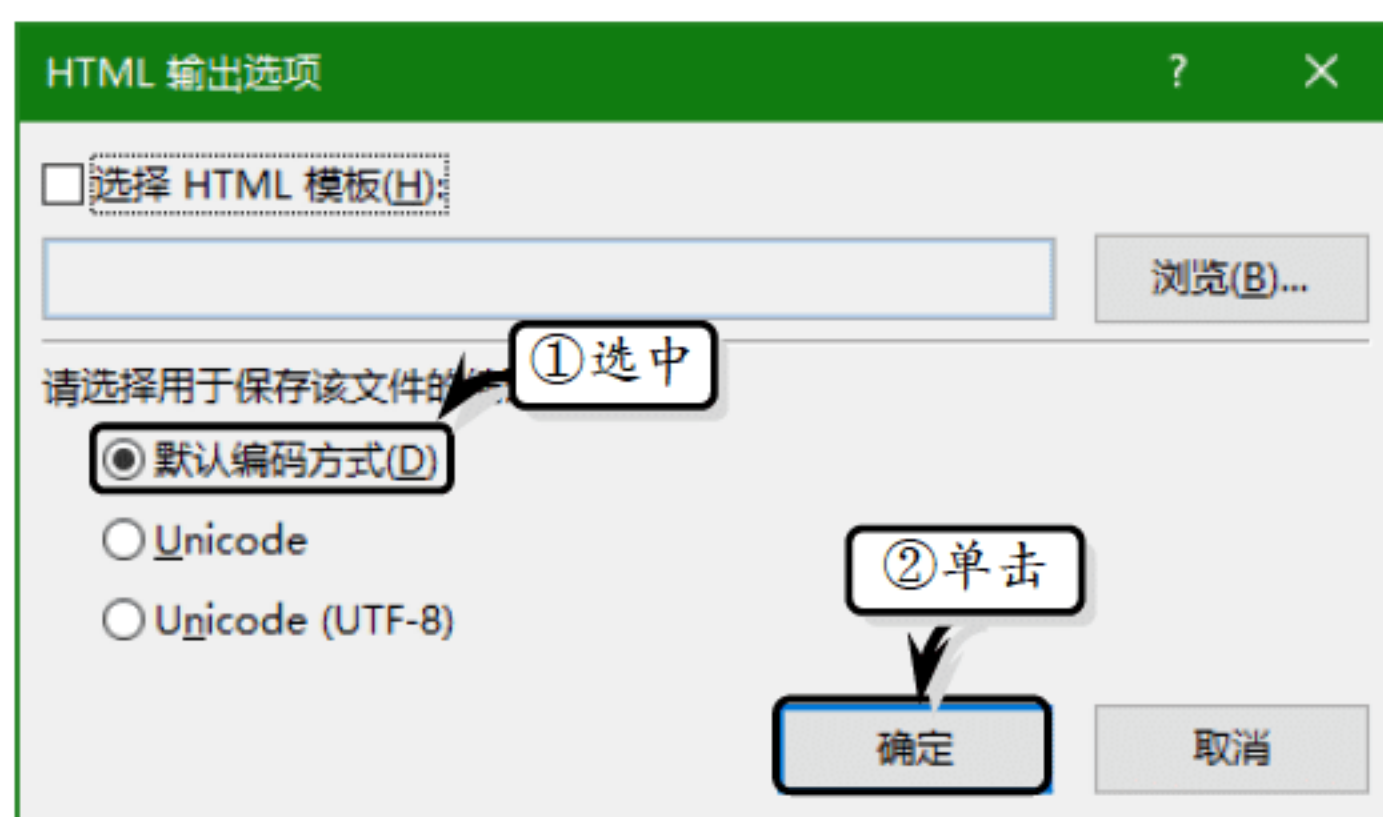 HTML 输出选项
? ×
选择 HTML 模板(H):
浏览(B)...
①选中
请选择用于保存该文件的
默认编码方式(D)
Unicode
②单击
Unicode (UTF-8)
确定
取消